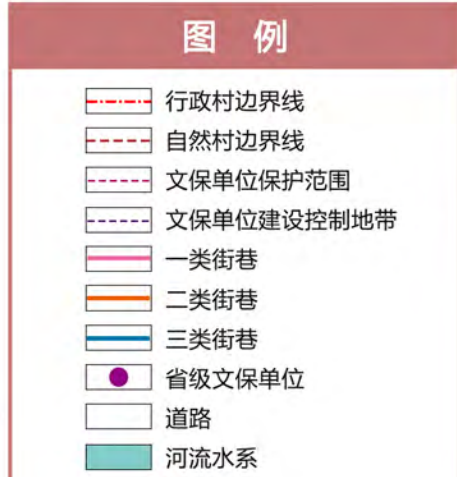 图 例
行政村边界线
自然村边界线
文保单位保护范围
文保单位建设控制地带
一类街巷
二类街巷
三类街巷
省级文保单位
道路
河流水系